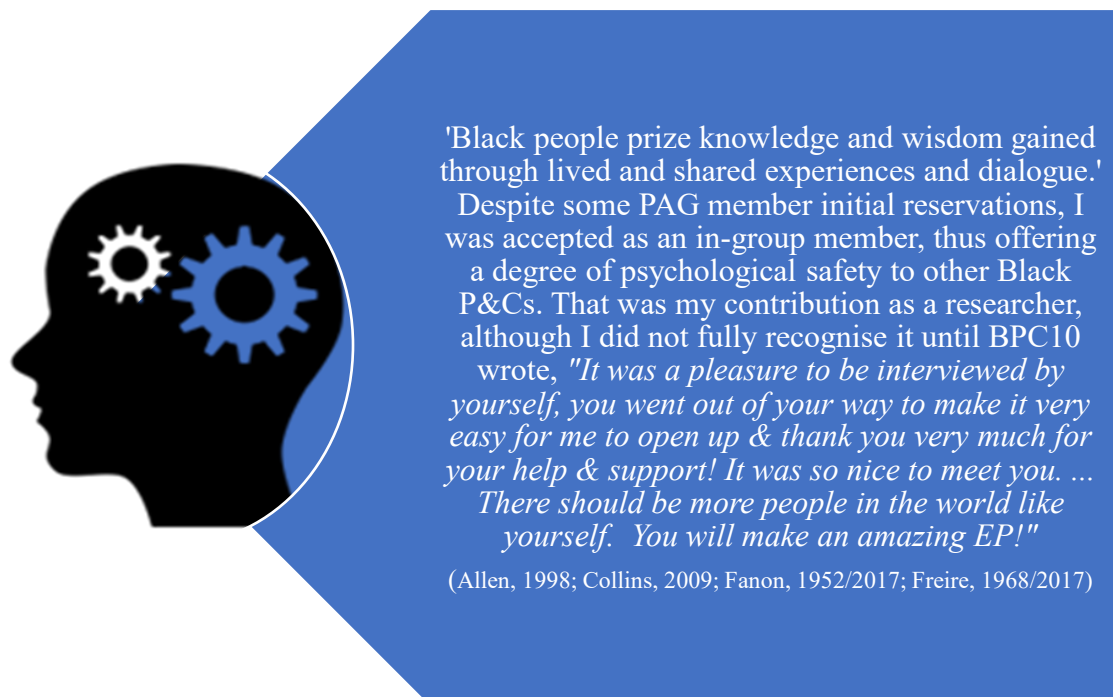 'Black people prize knowledge and wisdom gained
through lived and shared experiences and dialogue.'
Despite some PAG member initial reservations, I
was accepted as an in-group member, thus offering
a degree of psychological safety to other Black
P&Cs. That was my contribution as a researcher,
although I did not fully recognise it until BPC10
wrote, "It was a pleasure to be interviewed by
yourself, you went out of your way to make it very
easy for me to open up & thank you very much for
your help & support! It was so nice to meet you. ...
There should be more people in the world like
yourself.  You will make an amazing EP!"
(Allen, 1998; Collins, 2009; Fanon, 1952/2017; Freire, 1968/2017)